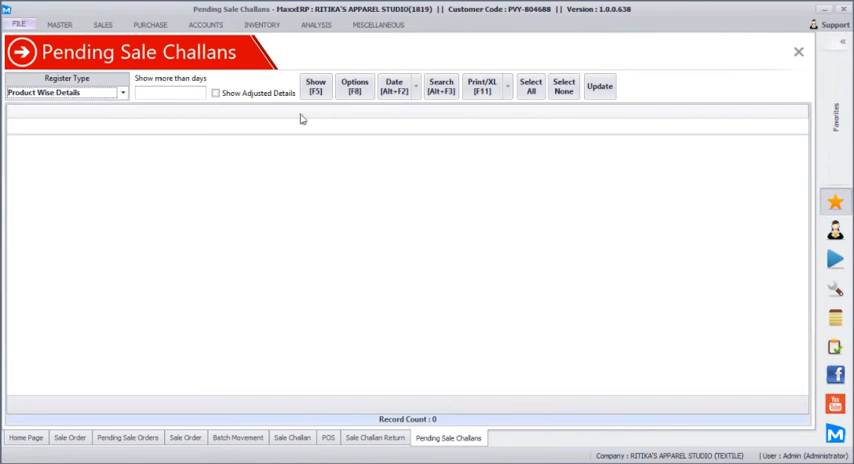 Pending Sale Challans - MaxxERP : RITIKA'S APPAREL STUDIO(1819) || Customer Code : PVY-804688 || Version : 1.0.0.638
FILE MASTER SALES PURCHASE ACCOUNTS INVENTORY ANALYSIS MISCELLANEOUS Support
Pending Sale Challans
Register Type
Product Wise Details
Show more than days
Show Adjusted Details
Show
[F5]
Options
[F8]
Date
[Alt+F2]
Search
[Alt+F3]
Print/XL
[F11]
Select
All
Select
None
Update
Favorites
f
You
Tube
Record Count : 0
Home Page Sale Order Pending Sale Orders Sale Order Batch Movement Sale Challan POS Sale Challan Return Pending Sale Challans
Company : RITIKA'S APPAREL STUDIO (TEXTILE) | User : Admin (Administrator)